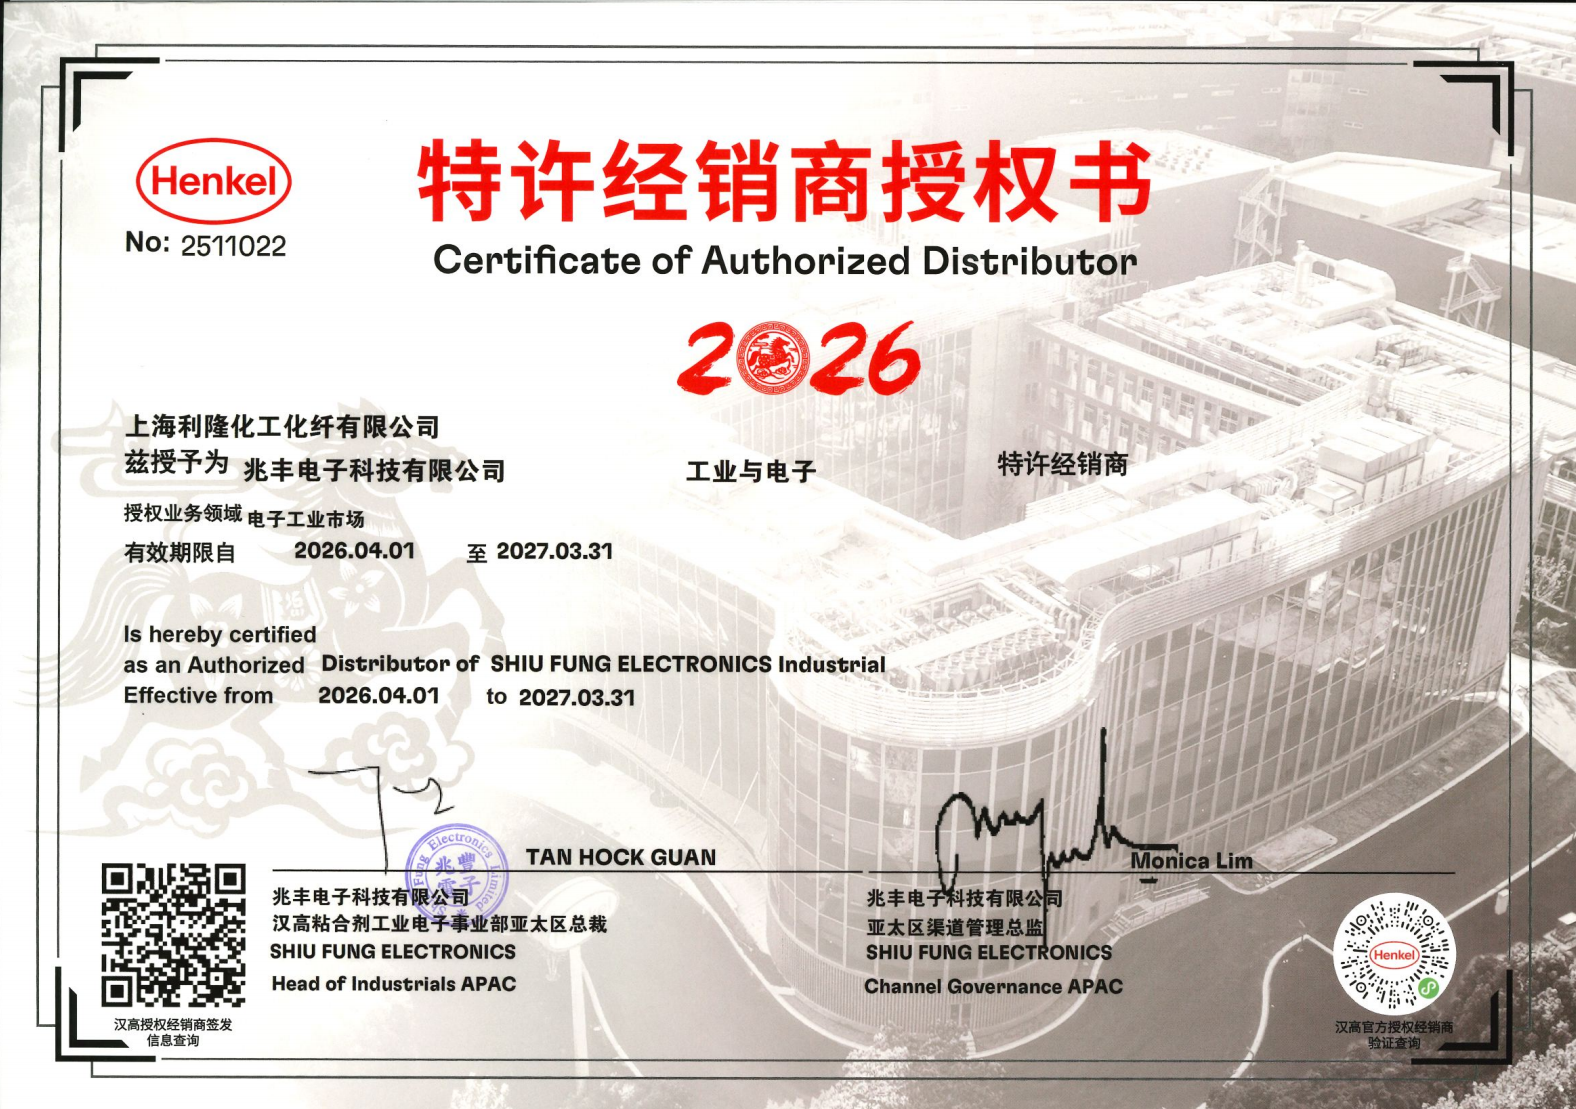 Henkel
No: 2511022
特许经销商授权书
Certificate of Authorized Distributor
2026
上海利隆化工化纤有限公司
兹授予为 兆丰电子科技有限公司 工业与电子 特许经销商
授权业务领域 电子工业市场
有效期限自 2026.04.01 至 2027.03.31
Is hereby certified
as an Authorized Distributor of SHIU FUNG ELECTRONICS Industrial
Effective from 2026.04.01 to 2027.03.31
Fung Electronics Limited
兆豐
電子
TAN HOCK GUAN
兆丰电子科技有限公司
汉高粘合剂工业电子事业部亚太区总裁
SHIU FUNG ELECTRONICS
Head of Industrials APAC
Monica Lim
兆丰电子科技有限公司
亚太区渠道管理总监
SHIU FUNG ELECTRONICS
Channel Governance APAC
汉高授权经销商签发
信息查询
Henkel
汉高官方授权经销商
验证查询